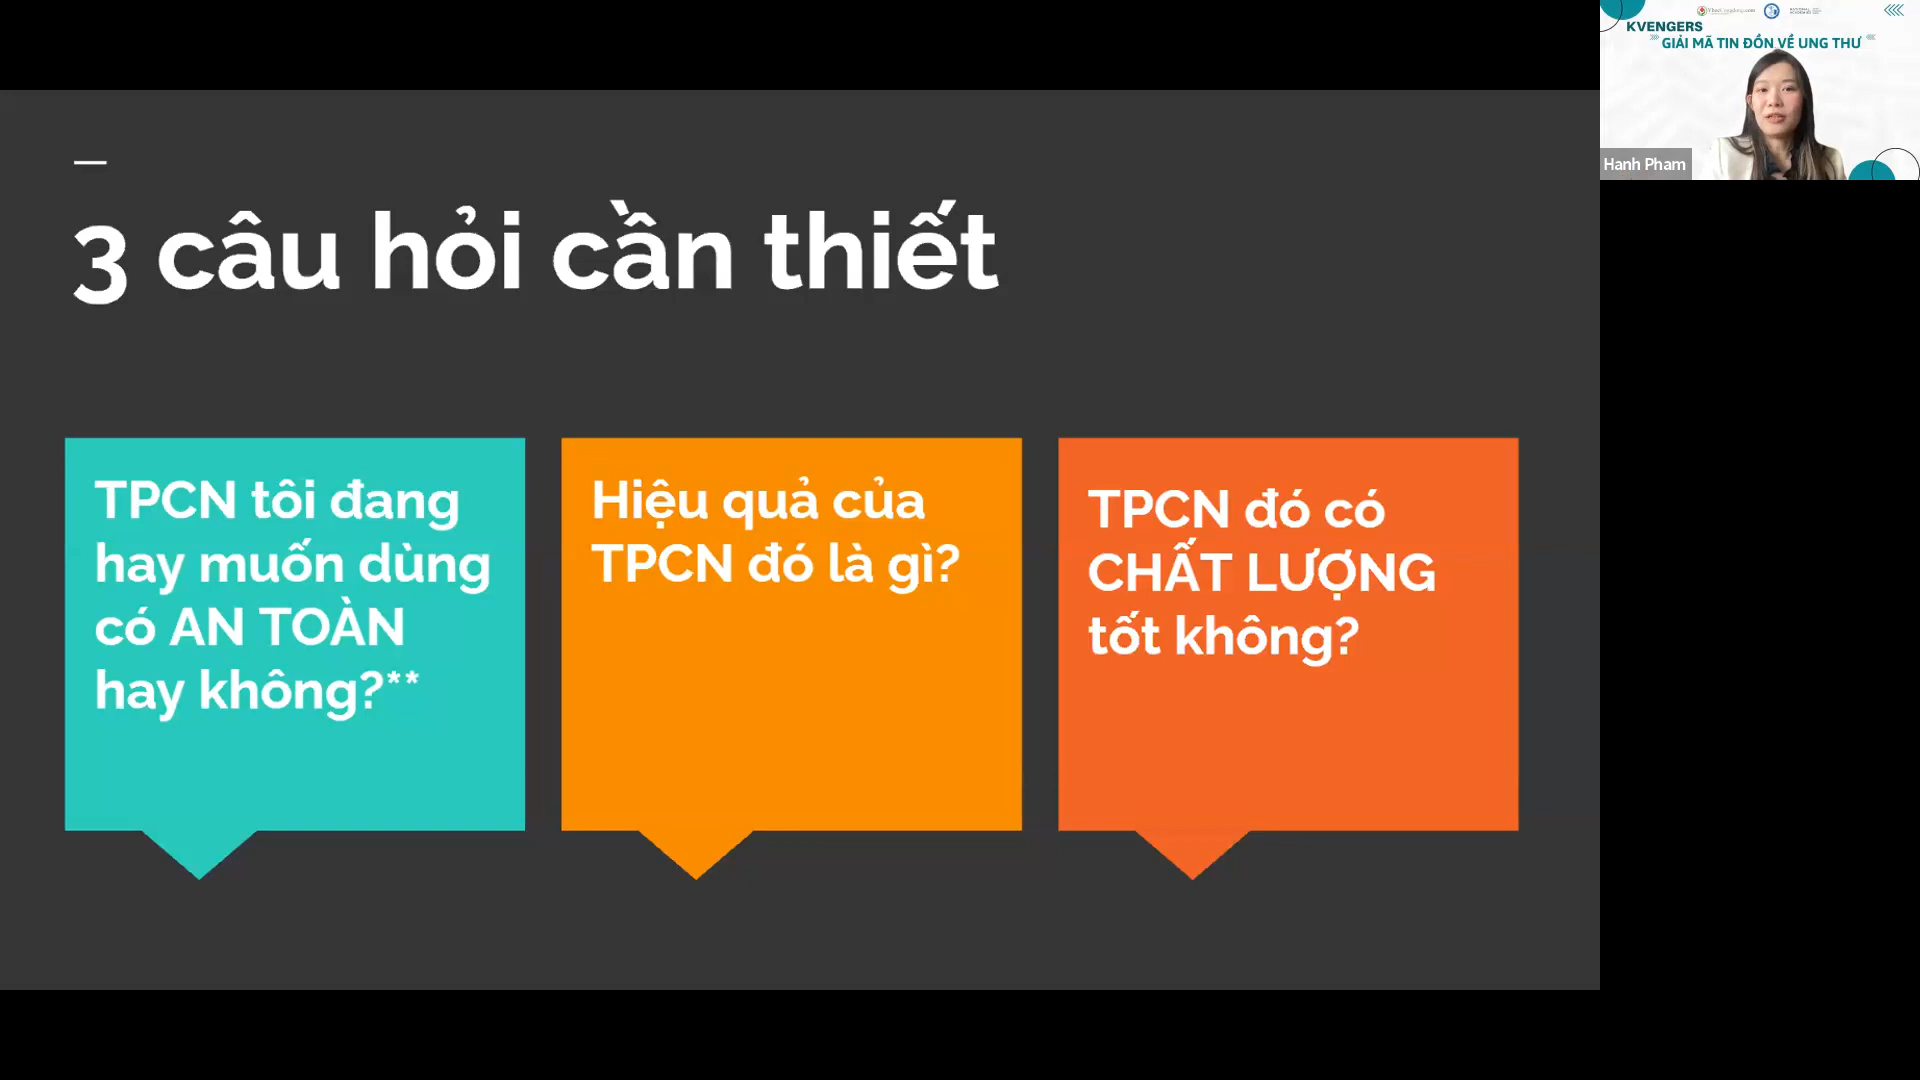 KVENGERS
GIẢI MÃ TIN ĐỒN VỀ UNG THƯ
Hanh Pham
3 câu hỏi cần thiết
TPCN tôi đang
hay muốn dùng
có AN TOÀN
hay không?**
Hiệu quả của
TPCN đó là gì?
TPCN đó có
CHẤT LƯỢNG
tốt không?